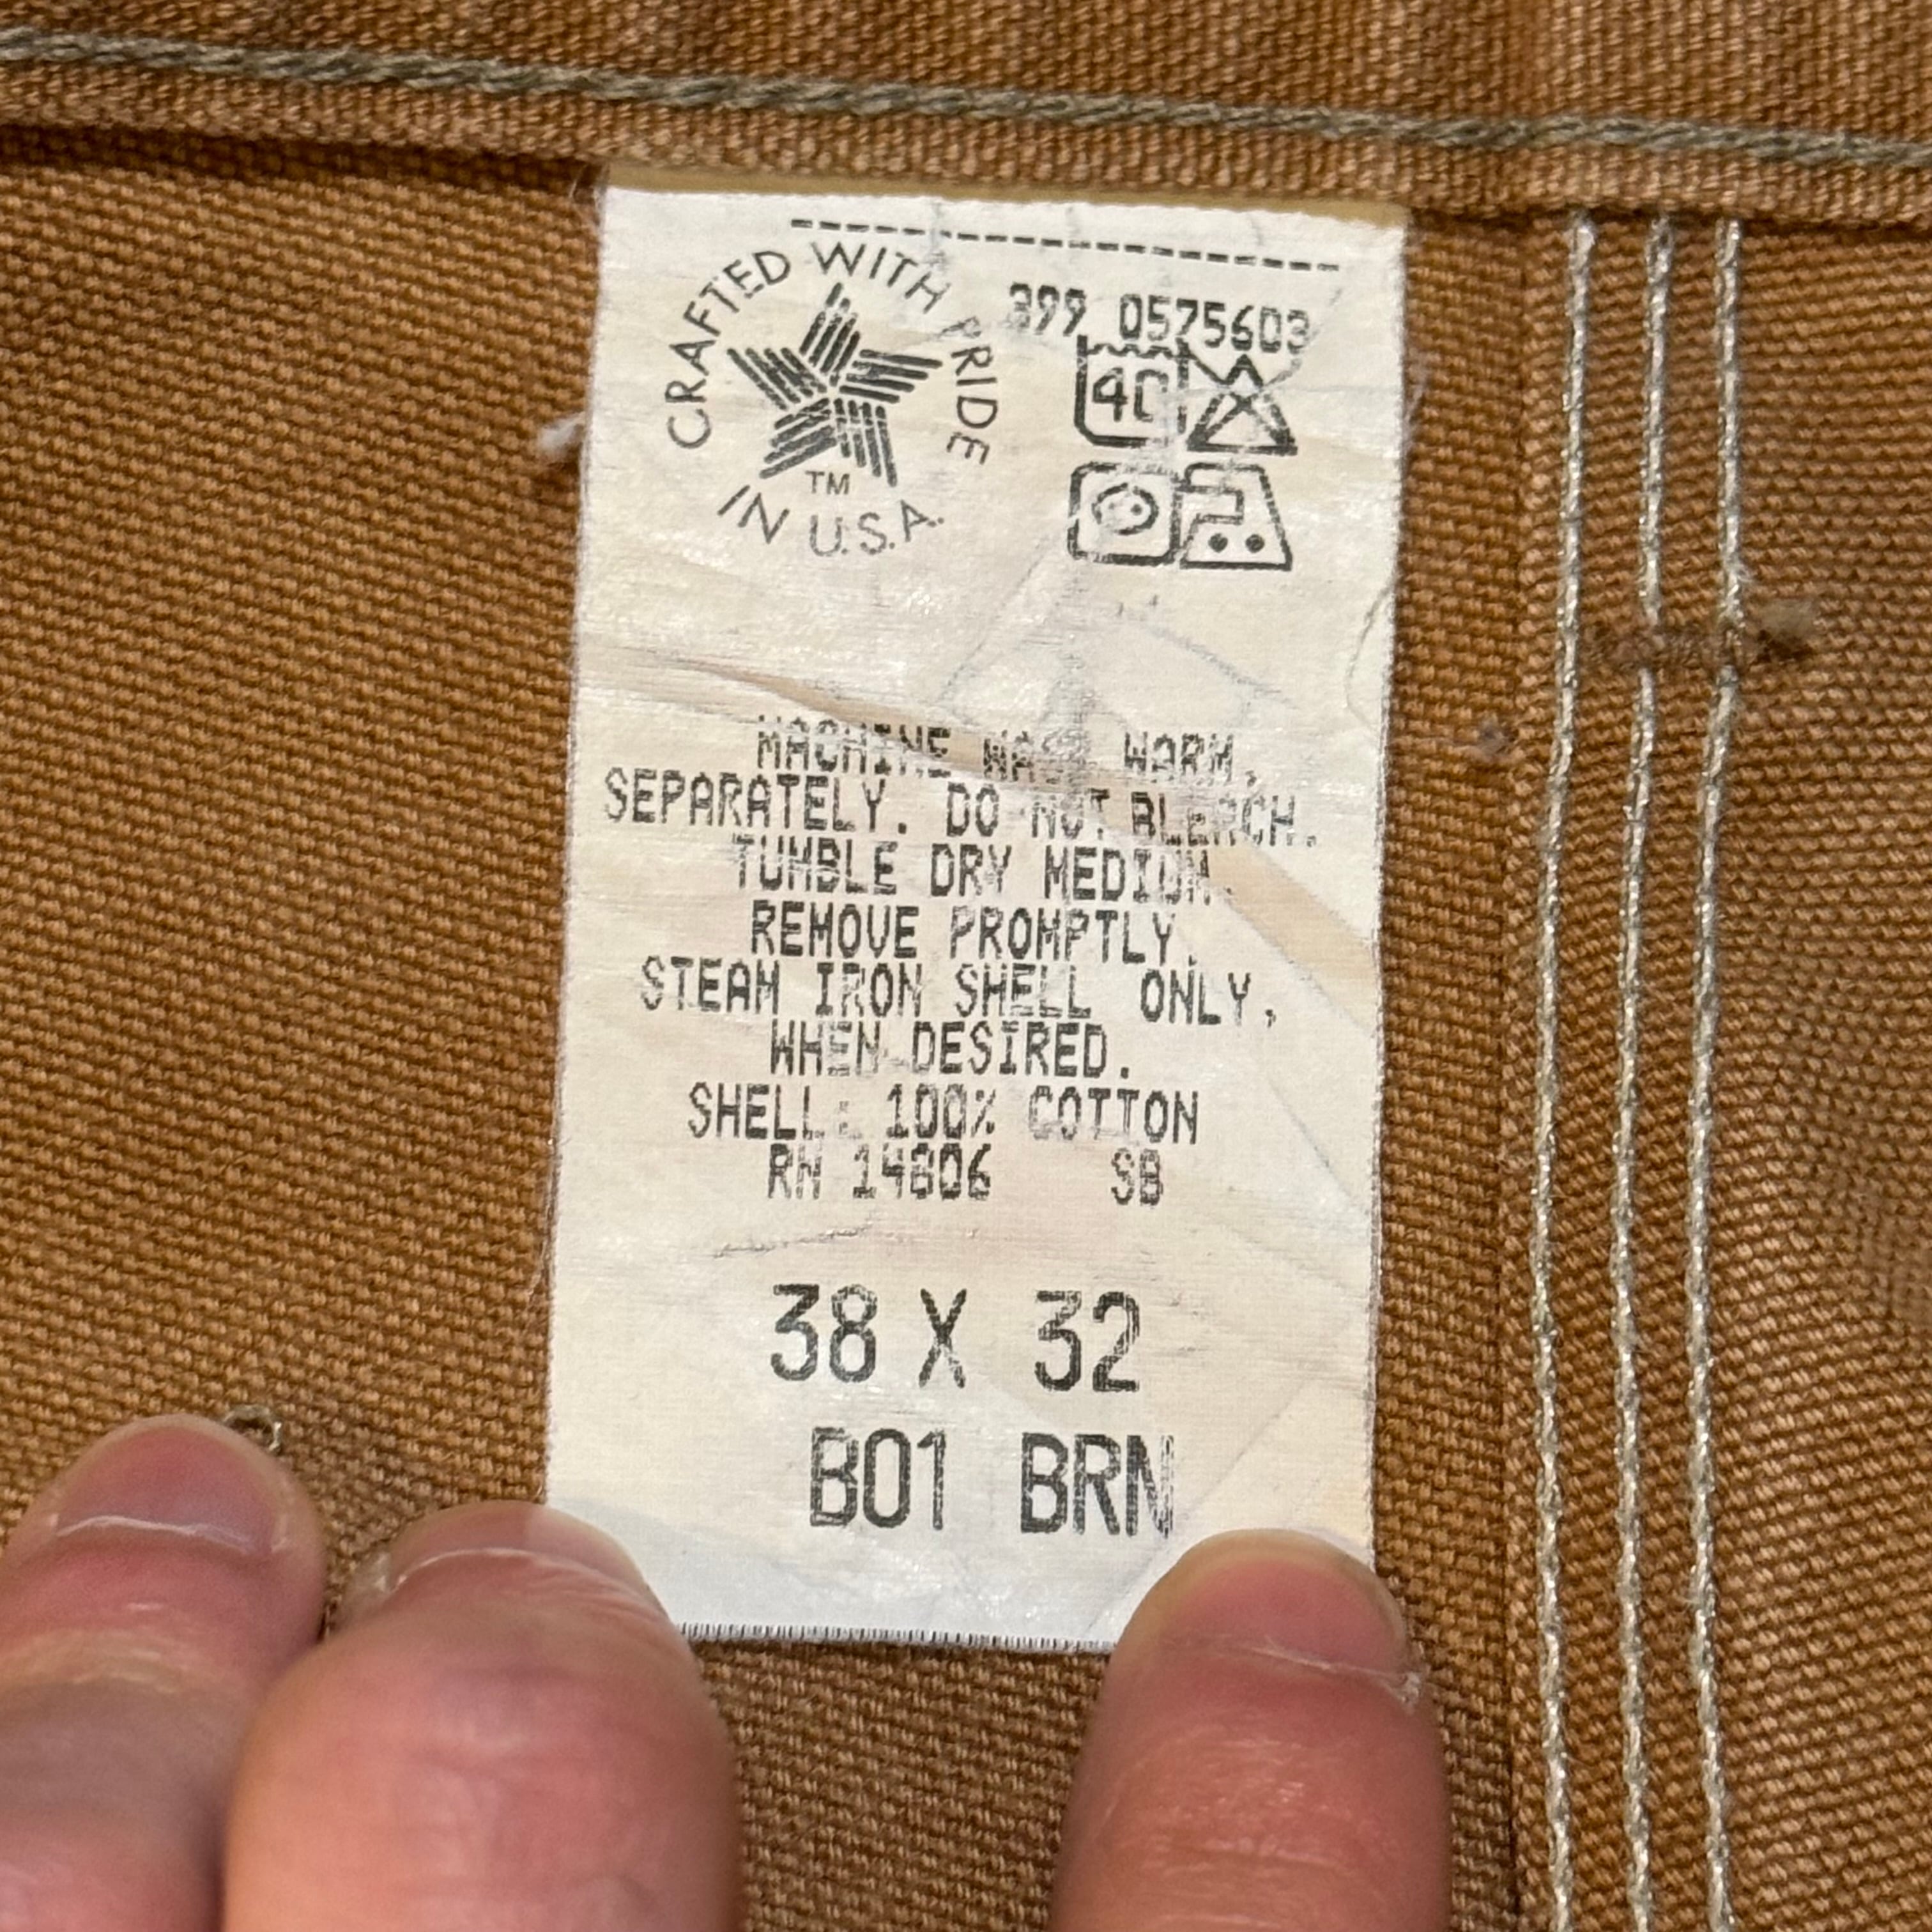 CRAFTED WITH PRIDE
TM
IN U.S.A.
399 0575603
40
MACHINE WASH WARM,
SEPARATELY. DO NOT BLEACH.
TUMBLE DRY MEDIUM.
REMOVE PROMPTLY.
STEAM IRON SHELL ONLY,
WHEN DESIRED.
SHELL: 100% COTTON
RN 14806 SB
38 X 32
B01 BRN